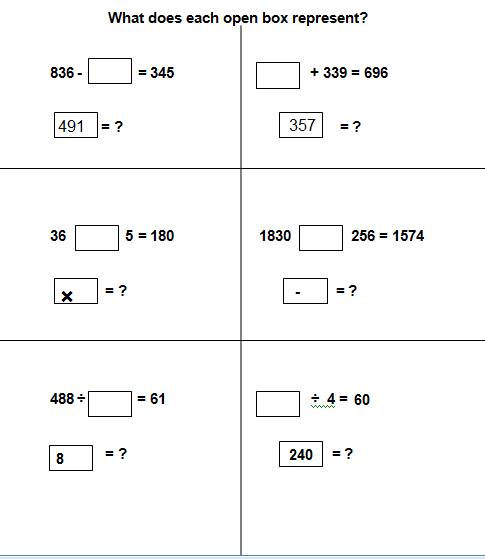 What does each open box represent?
836 - = 345
491 = ?
+ 339 = 696
357 = ?
36 5 = 180
× = ?
1830 256 = 1574
- = ?
488 ÷ = 61
8 = ?
÷ 4 = 60
240 = ?